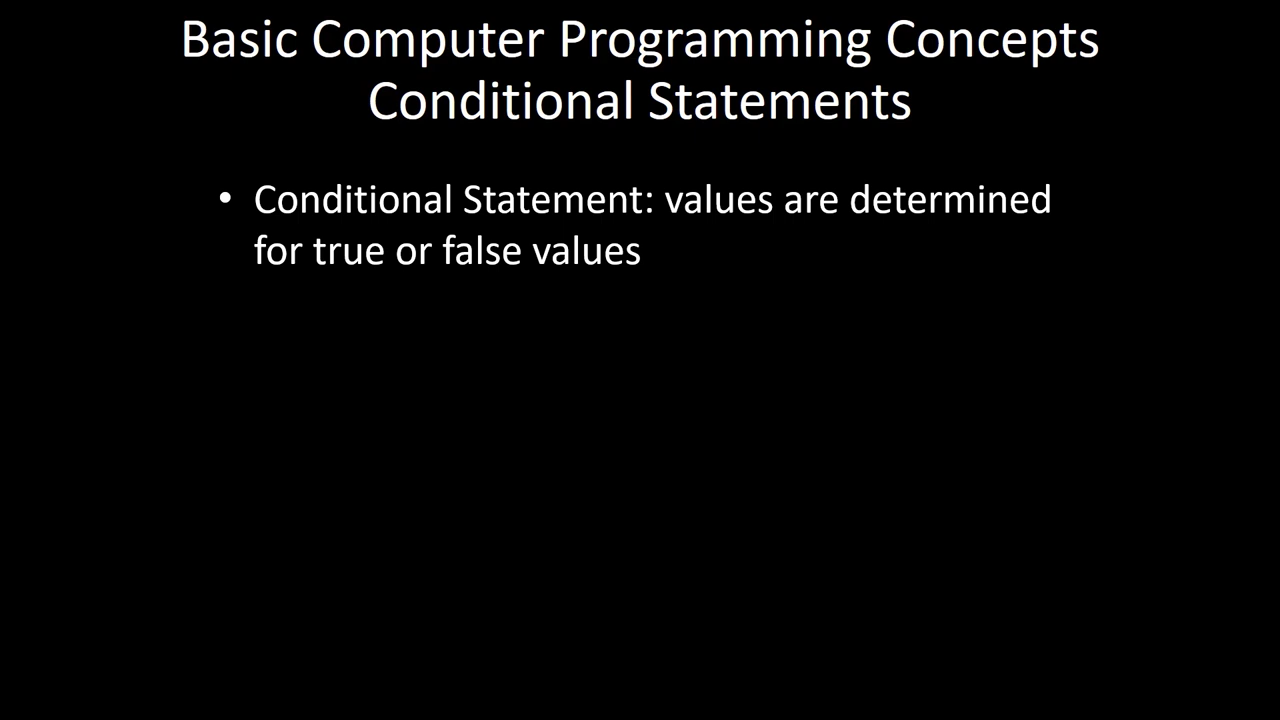 Basic Computer Programming Concepts
Conditional Statements
• Conditional Statement: values are determined
for true or false values